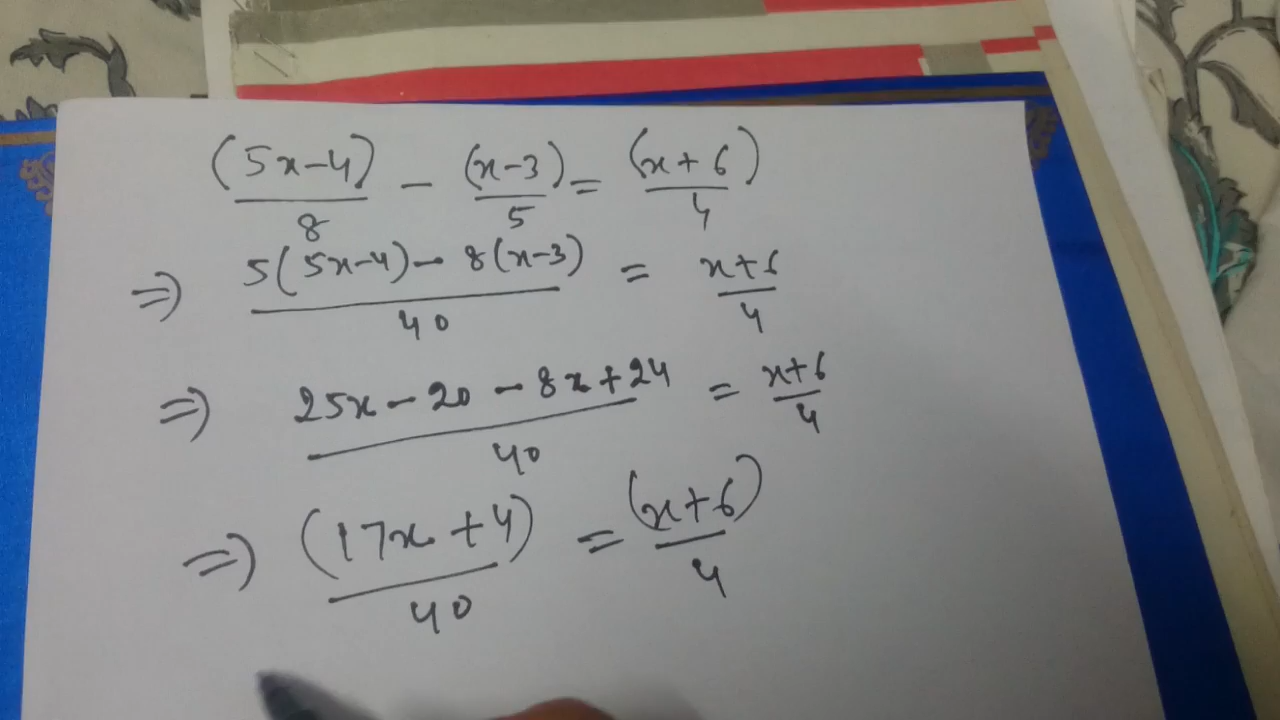 (5x-4)/8 - (x-3)/5 = (x+6)/4
⇒ 5(5x-4)-8(x-3)/40 = x+6/4
⇒ 25x-20-8x+24/40 = x+6/4
⇒ (17x+4)/40 = (x+6)/4